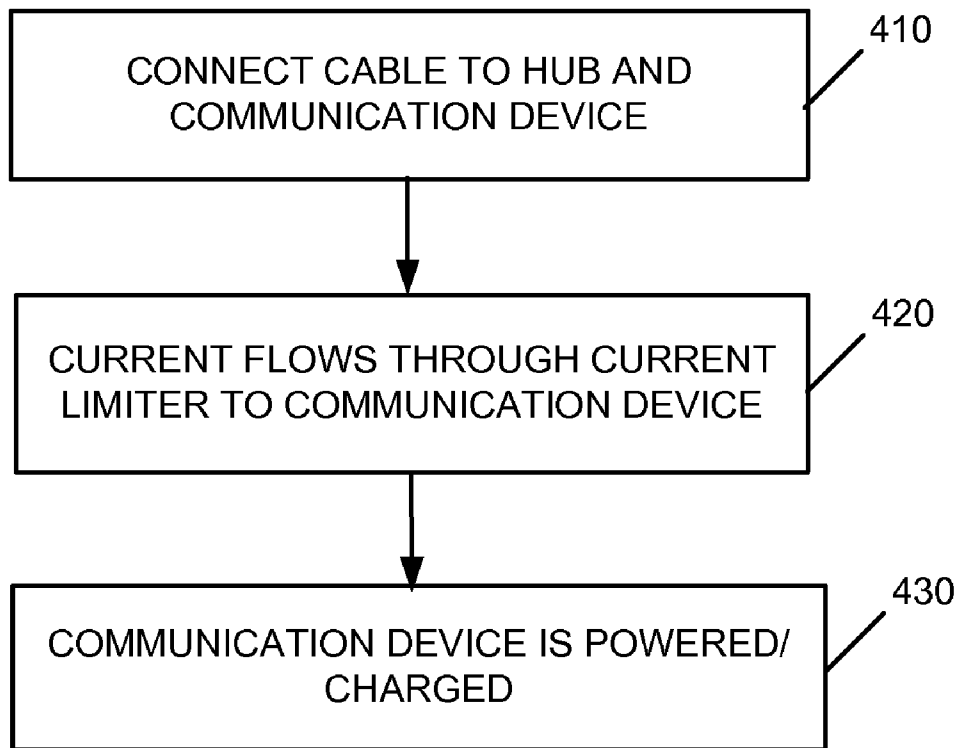 410
CONNECT CABLE TO HUB AND
COMMUNICATION DEVICE
420
CURRENT FLOWS THROUGH CURRENT
LIMITER TO COMMUNICATION DEVICE
430
COMMUNICATION DEVICE IS POWERED/
CHARGED